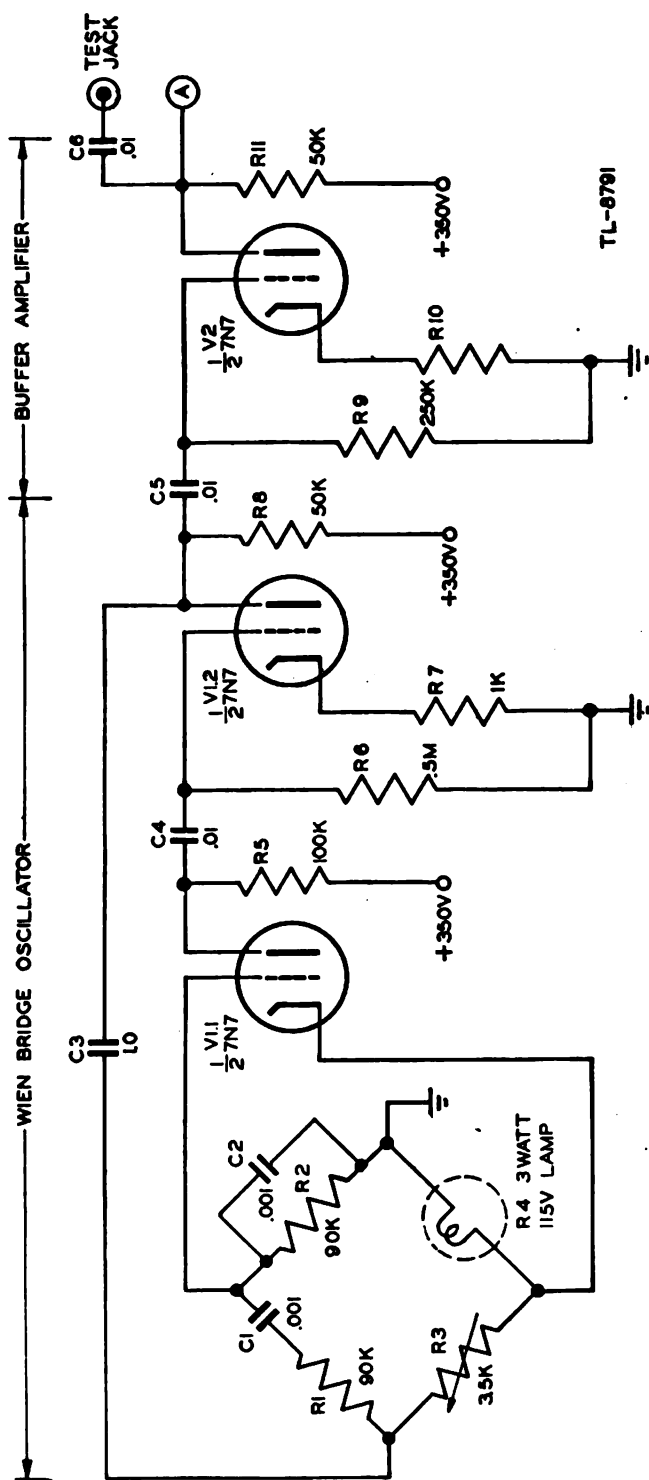 WIEN BRIDGE OSCILLATOR
BUFFER AMPLIFIER
C3
1.0
C1
.001
R1
90K
C2
.001
R2
90K
R3
3.5K
R4 3WATT
115V LAMP
V1.1
1/2 7N7
R5
100K
+350V
C4
.01
R6
.5M
V1.2
1/2 7N7
R7
1K
R8
50K
+350V
C5
.01
R9
250K
V2
1/2 7N7
R10
R11
50K
+350V
C6
.01
TEST
JACK
A
TL-8791